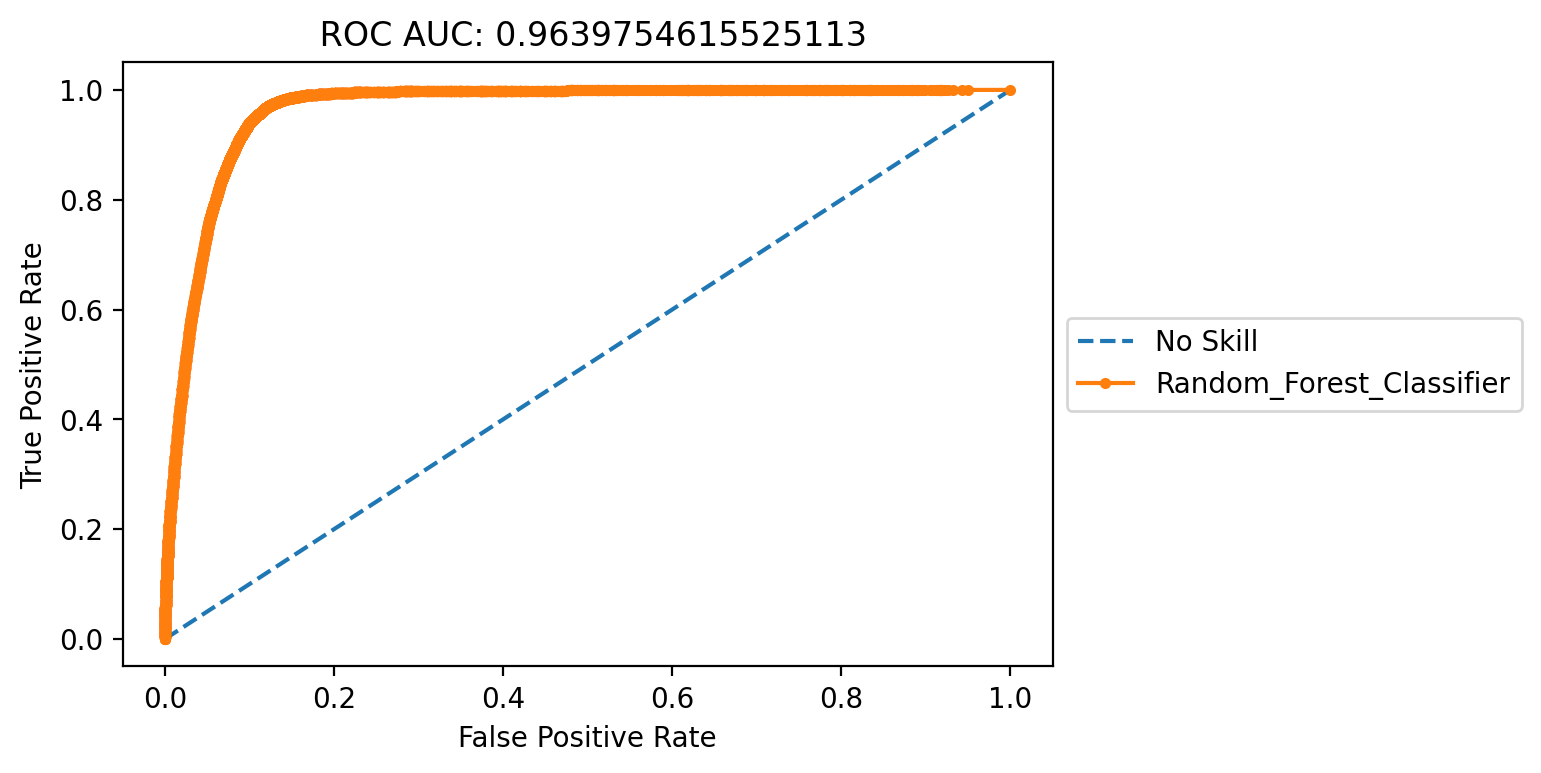 ROC AUC: 0.9639754615525113
1.0
0.8
0.6
0.4
0.2
0.0
True Positive Rate
0.0 0.2 0.4 0.6 0.8 1.0
False Positive Rate
No Skill
Random_Forest_Classifier